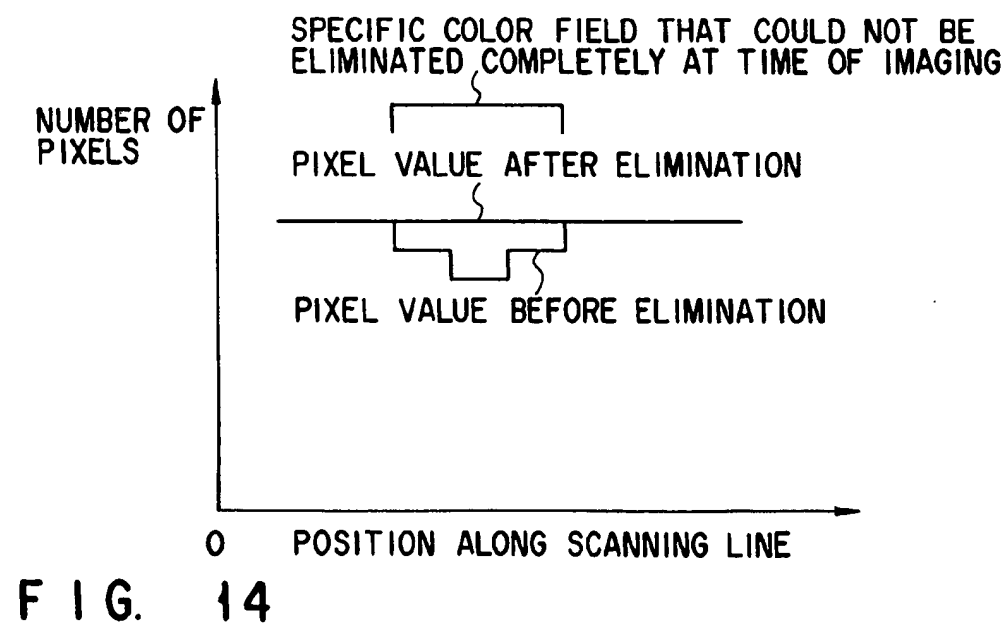 SPECIFIC COLOR FIELD THAT COULD NOT BE
ELIMINATED COMPLETELY AT TIME OF IMAGING
NUMBER OF
PIXELS
PIXEL VALUE AFTER ELIMINATION
PIXEL VALUE BEFORE ELIMINATION
0
POSITION ALONG SCANNING LINE
FIG. 14